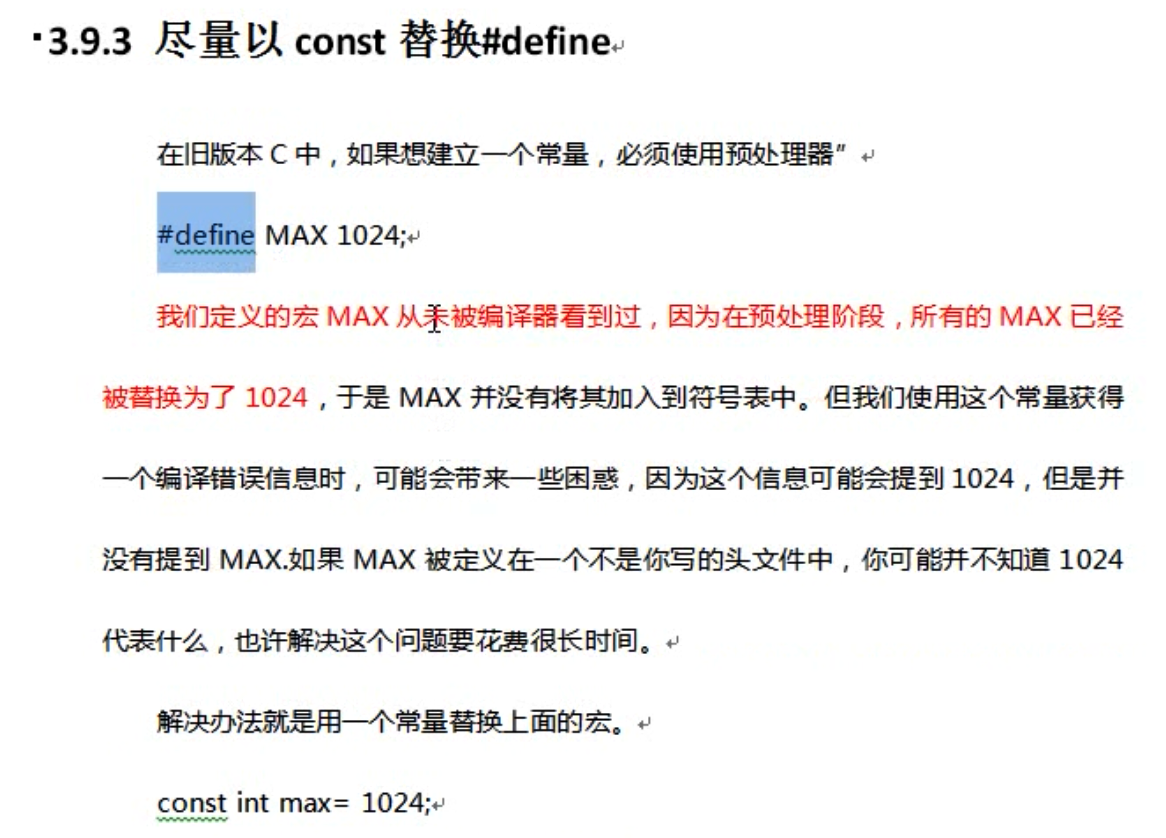 ▪3.9.3 尽量以 const 替换#define↵
在旧版本 C 中，如果想建立一个常量，必须使用预处理器” ↵
#define MAX 1024;↵
我们定义的宏 MAX 从未被编译器看到过，因为在预处理阶段，所有的 MAX 已经
被替换为了 1024，于是 MAX 并没有将其加入到符号表中。但我们使用这个常量获得
一个编译错误信息时，可能会带来一些困惑，因为这个信息可能会提到 1024，但是并
没有提到 MAX.如果 MAX 被定义在一个不是你写的头文件中，你可能并不知道 1024
代表什么，也许解决这个问题要花费很长时间。↵
解决办法就是用一个常量替换上面的宏。↵
const int max= 1024;↵